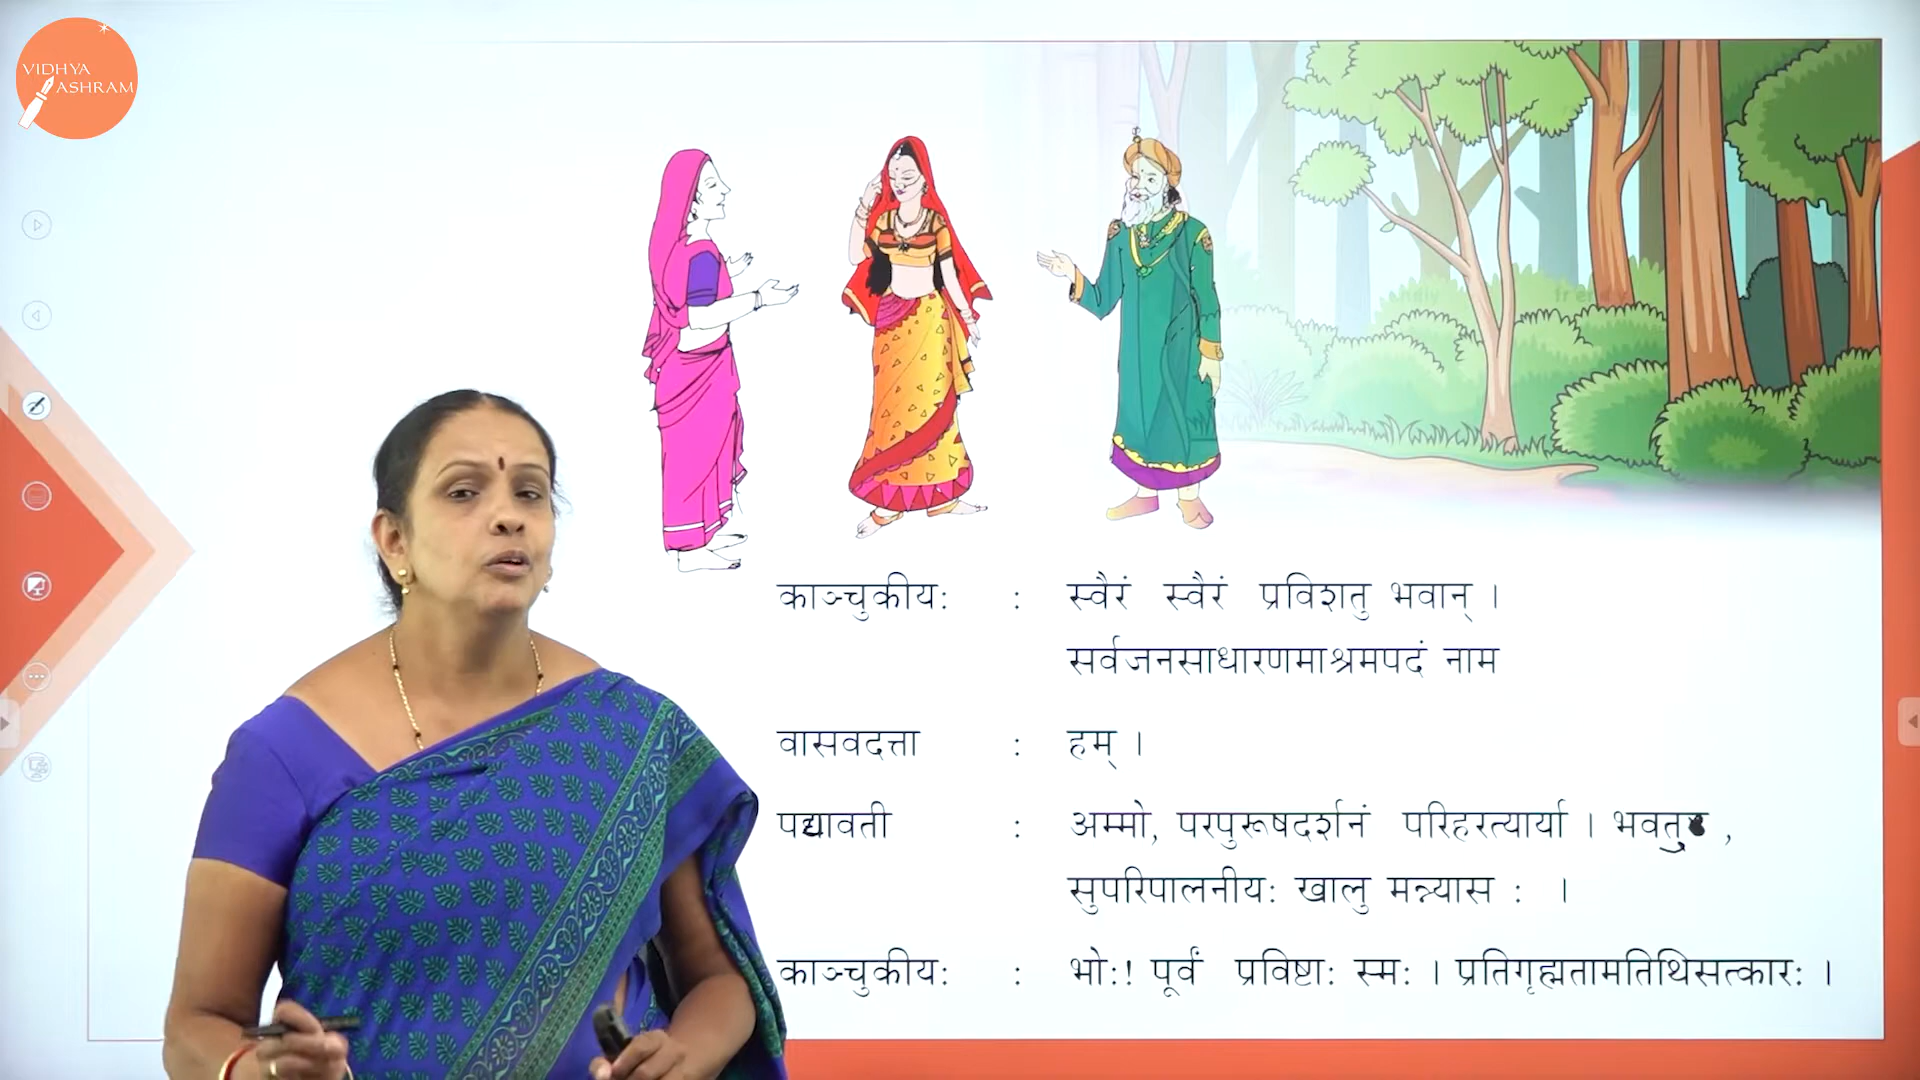 VIDHYA
ASHRAM
काञ्चुकीयः : स्वैरं स्वैरं प्रविशतु भवान् ।
सर्वजनसाधारणमाश्रमपदं नाम
वासवदत्ता : हम् ।
पद्यावती : अम्मो, परपुरूषदर्शनं परिहरत्यार्या । भवतु ,
सुपरिपालनीयः खालु मन्न्यास : ।
काञ्चुकीयः : भोः! पूर्वं प्रविष्टाः स्मः । प्रतिगृह्मतामतिथिसत्कारः ।